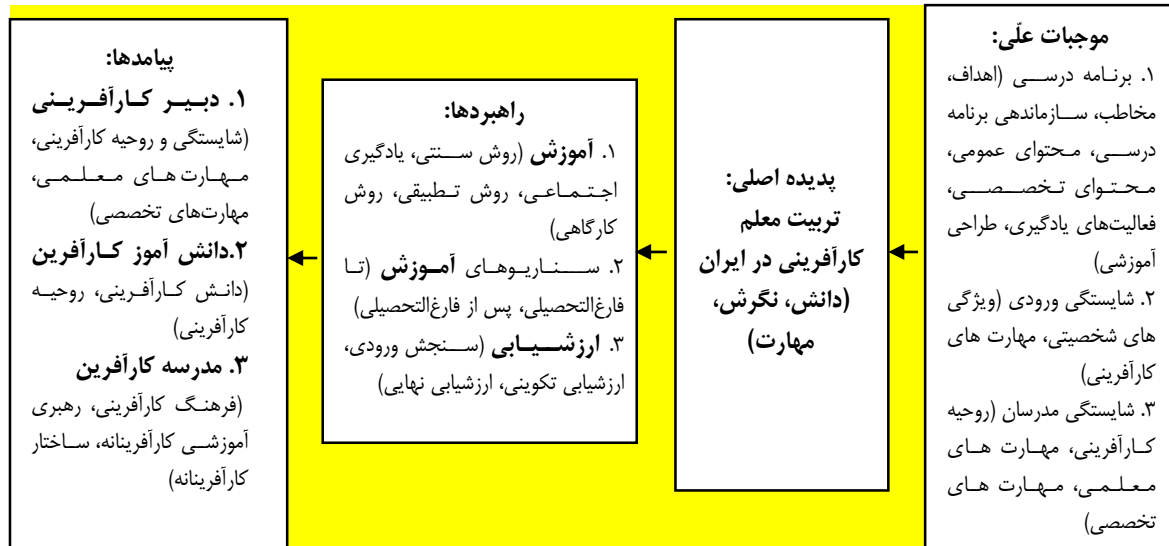 موجبات علّی:
۱. برنامه درسی (اهداف،
مخاطب، سازماندهی برنامه
درسی، محتوای عمومی،
محتوای تخصصی،
فعالیت‌های یادگیری، طراحی
آموزشی)
۲. شایستگی ورودی (ویژگی
های شخصیتی، مهارت های
کارآفرینی)
۳. شایستگی مدرسان (روحیه
کارآفرینی، مهارت های
معلمی، مهارت های
تخصصی)
پدیده اصلی:
تربیت معلم
کارآفرینی در ایران
(دانش، نگرش،
مهارت)
راهبردها:
۱. آموزش (روش سنتی، یادگیری
اجتماعی، روش تطبیقی، روش
کارگاهی)
۲. سناریوهای آموزش (تا
فارغ‌التحصیلی، پس از فارغ‌التحصیلی)
۳. ارزشیابی (سنجش ورودی،
ارزشیابی تکوینی، ارزشیابی نهایی)
پیامدها:
۱. دبیر کارآفرینی
(شایستگی و روحیه کارآفرینی،
مهارت‌های معلمی،
مهارت‌های تخصصی)
۲.دانش آموز کارآفرین
(دانش کارآفرینی، روحیه
کارآفرینی)
۳. مدرسه کارآفرین
(فرهنگ کارآفرینی، رهبری
آموزشی کارآفرینانه، ساختار
کارآفرینانه)